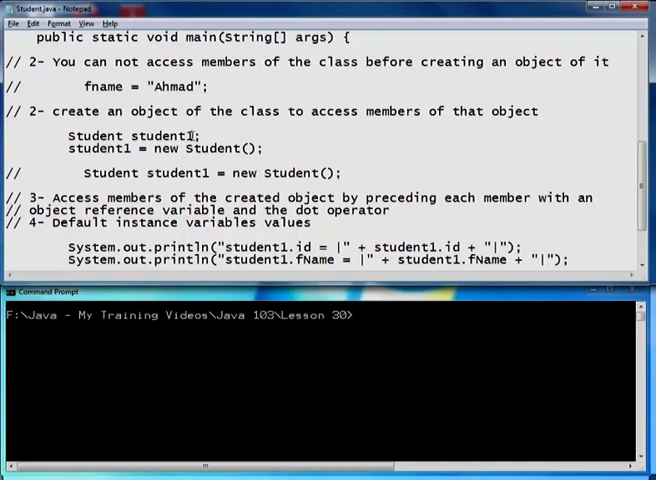 Student.java - Notepad
File Edit Format View Help
public static void main(String[] args) {
// 2- You can not access members of the class before creating an object of it
// fname = "Ahmad";
// 2- create an object of the class to access members of that object
Student student1;
student1 = new Student();
// Student student1 = new Student();
// 3- Access members of the created object by preceding each member with an
// object reference variable and the dot operator
// 4- Default instance variables values
System.out.println("student1.id = |" + student1.id + "|");
System.out.println("student1.fName = |" + student1.fName + "|");
Command Prompt
F:\Java - My Training Videos\Java 103\Lesson 30>